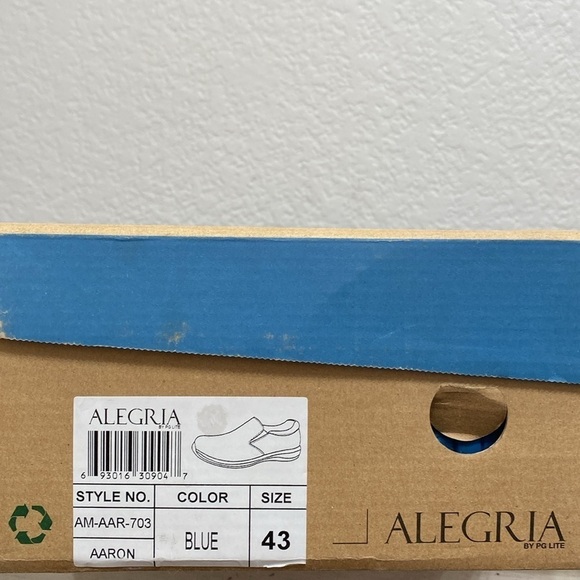 ALEGRIA
BY PG LITE
6 93016 30904 7
STYLE NO. COLOR SIZE
AM-AAR-703 BLUE 43
AARON
ALEGRIA
BY PG LITE